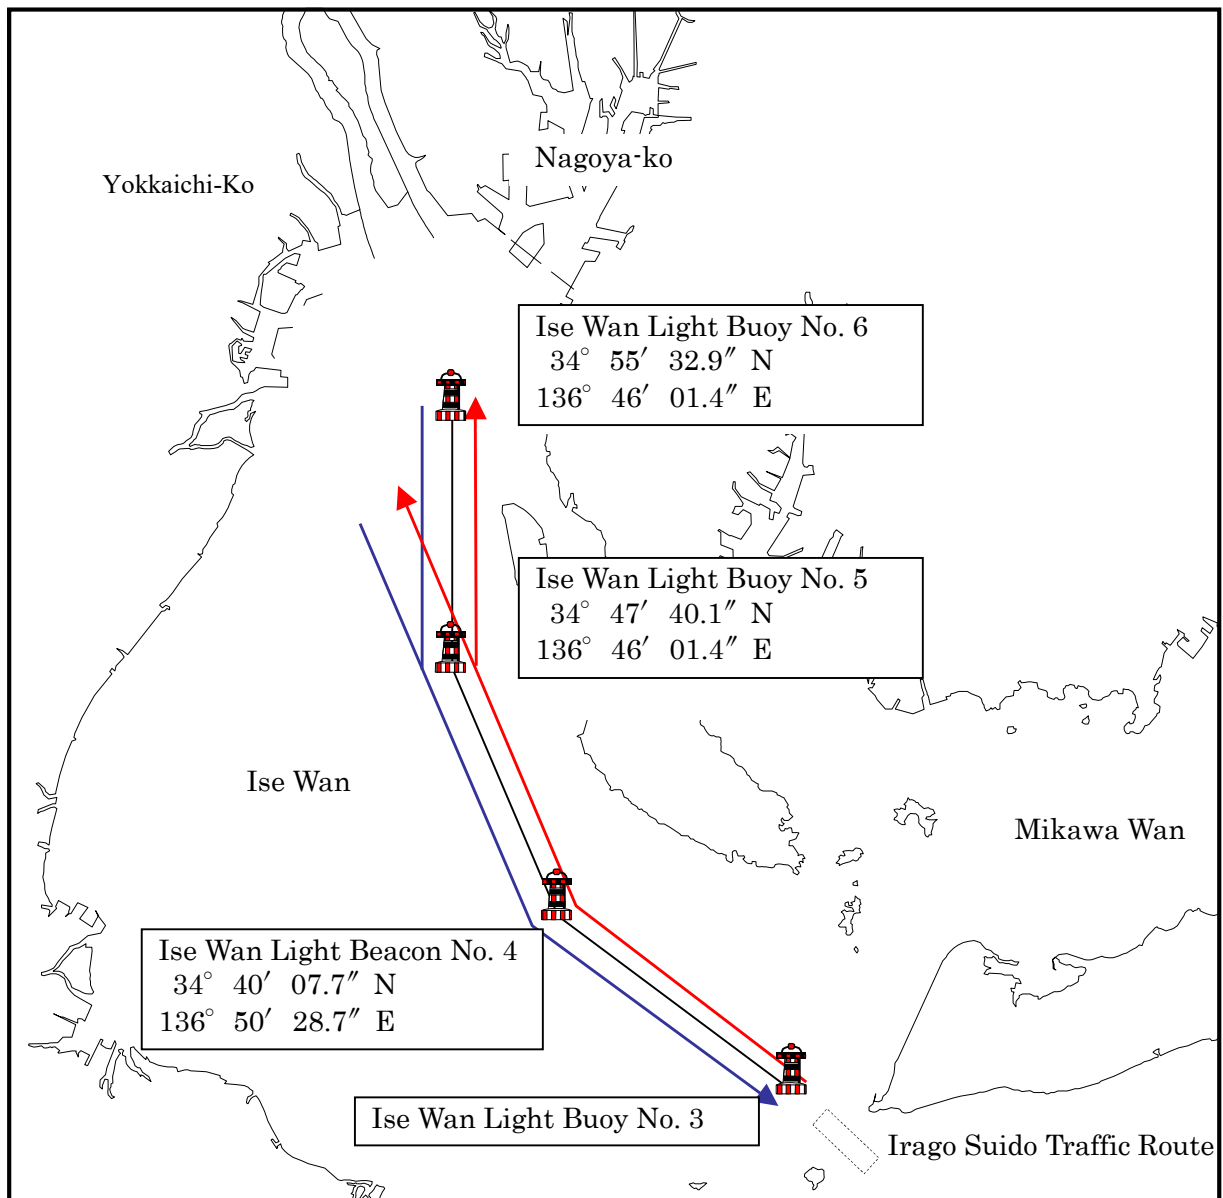 Nagoya-ko
Yokkaichi-Ko
Ise Wan Light Buoy No. 6
34° 55′ 32.9″ N
136° 46′ 01.4″ E
Ise Wan Light Buoy No. 5
34° 47′ 40.1″ N
136° 46′ 01.4″ E
Ise Wan
Mikawa Wan
Ise Wan Light Beacon No. 4
34° 40′ 07.7″ N
136° 50′ 28.7″ E
Ise Wan Light Buoy No. 3
Irago Suido Traffic Route